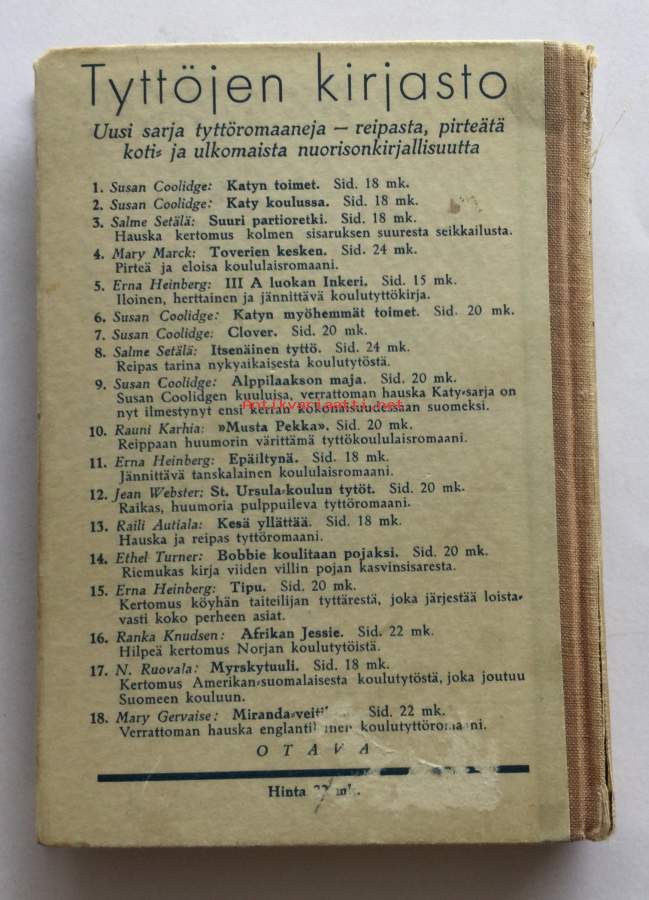 Tyttöjen kirjasto
Uusi sarja tyttöromaaneja — reipasta, pirteätä
koti- ja ulkomaista nuorisonkirjallisuutta
1. Susan Coolidge: Katyn toimet. Sid. 18 mk.
2. Susan Coolidge: Katy koulussa. Sid. 18 mk.
3. Salme Setälä: Suuri partioretki. Sid. 18 mk.
Hauska kertomus kolmen sisaruksen suuresta seikkailusta.
4. Mary Marck: Toverien kesken. Sid. 24 mk.
Pirteä ja eloisa koululaisromaani.
5. Erna Heinberg: III A luokan Inkeri. Sid. 15 mk.
Iloinen, herttainen ja jännittävä koulutyttökirja.
6. Susan Coolidge: Katyn myöhemmät toimet. Sid. 20 mk.
7. Susan Coolidge: Clover. Sid. 20 mk.
8. Salme Setälä: Itsenäinen tyttö. Sid. 24 mk.
Reipas tarina nykyaikaisesta koulutytöstä.
9. Susan Coolidge: Alppilaakson maja. Sid. 20 mk.
Susan Coolidgen kuuluisa, verrattoman hauska Katy-sarja on
nyt ilmestynyt ensi kerran kokonaisuudessaan suomeksi.
Antikvariaatti.net
10. Rauni Karhia: »Musta Pekka». Sid. 20 mk.
Reippaan huumorin värittämä tyttökoululaisromaani.
11. Erna Heinberg: Epäiltynä. Sid. 18 mk.
Jännittävä tanskalainen koululaisromaani.
12. Jean Webster: St. Ursula-koulun tytöt. Sid. 20 mk.
Raikas, huumoria pulppuileva tyttöromaani.
13. Raili Autiala: Kesä yllättää. Sid. 18 mk.
Hauska ja reipas tyttöromaani.
14. Ethel Turner: Bobbie koulitaan pojaksi. Sid. 20 mk.
Riemukas kirja viiden villin pojan kasvinsisaresta.
15. Erna Heinberg: Tipu. Sid. 20 mk.
Kertomus köyhän taiteilijan tyttärestä, joka järjestää loista-
vasti koko perheen asiat.
16. Ranka Knudsen: Afrikan Jessie. Sid. 22 mk.
Hilpeä kertomus Norjan koulutytöistä.
17. N. Ruovala: Myrskytuuli. Sid. 18 mk.
Kertomus Amerikan-suomalaisesta koulutytöstä, joka joutuu
Suomeen kouluun.
18. Mary Gervaise: Sid. 22 mk.
Verrattoman hauska koulutyttöromaani.
OTAVA
Hinta mk.